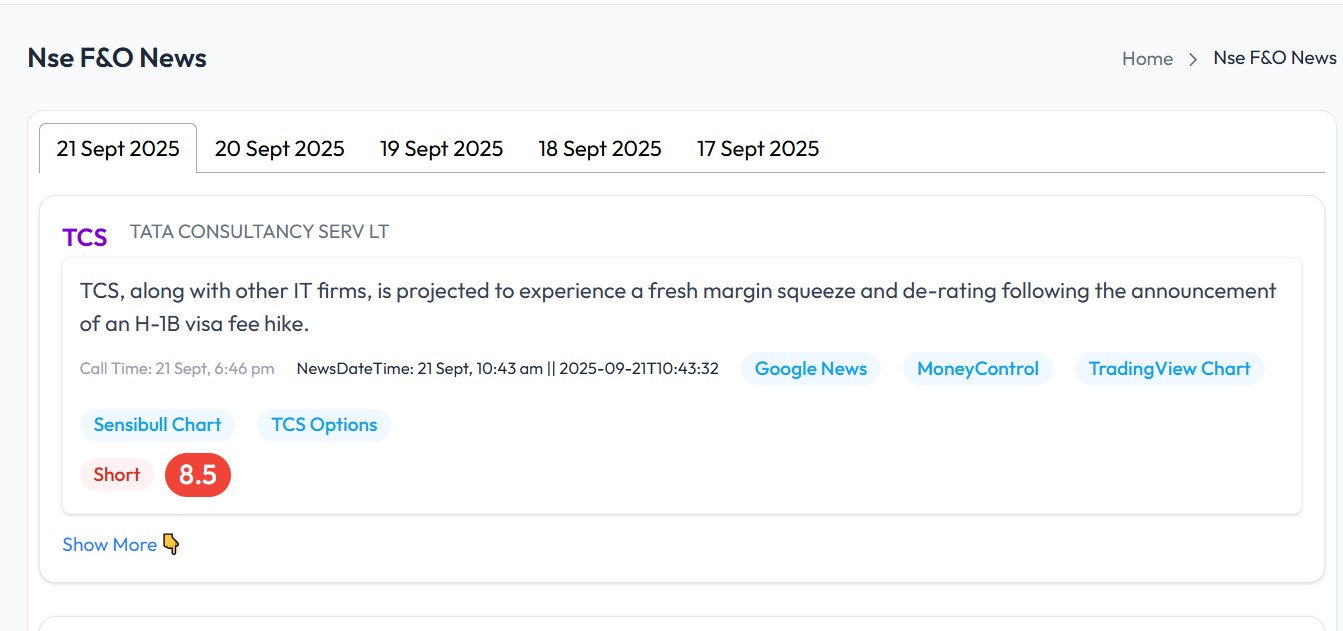 Nse F&O News
Home > Nse F&O News
21 Sept 2025 20 Sept 2025 19 Sept 2025 18 Sept 2025 17 Sept 2025
TCS TATA CONSULTANCY SERV LT
TCS, along with other IT firms, is projected to experience a fresh margin squeeze and de-rating following the announcement
of an H-1B visa fee hike.
Call Time: 21 Sept, 6:46 pm NewsDateTime: 21 Sept, 10:43 am || 2025-09-21T10:43:32 Google News MoneyControl TradingView Chart
Sensibull Chart TCS Options
Short 8.5
Show More 👇